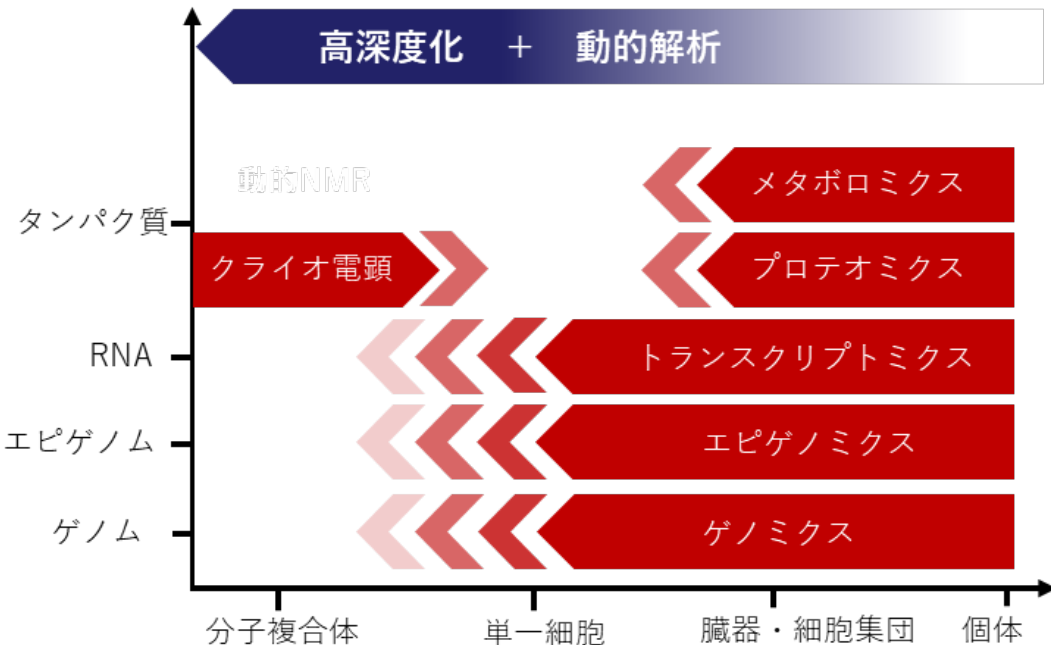 高深度化 + 動的解析
動的NMR
メタボロミクス
タンパク質
クライオ電顕
プロテオミクス
RNA
トランスクリプトミクス
エピゲノム
エピゲノミクス
ゲノム
ゲノミクス
分子複合体
単一細胞
臓器・細胞集団
個体